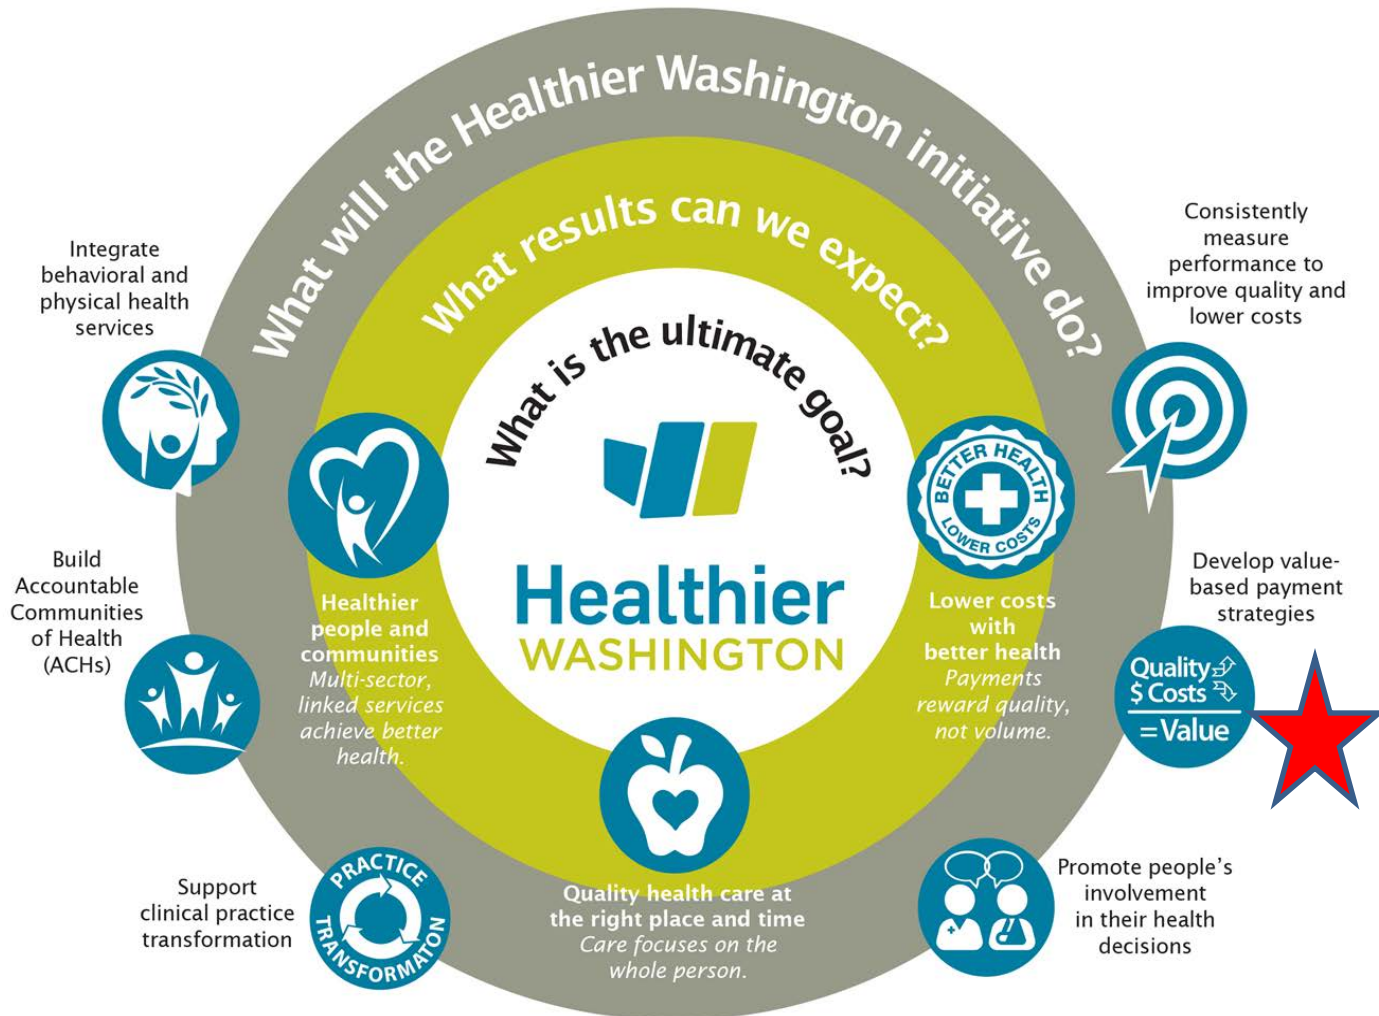 What will the Healthier Washington initiative do?
What results can we expect?
What is the ultimate goal?
Healthier
WASHINGTON
Integrate
behavioral and
physical health
services
Build
Accountable
Communities
of Health
(ACHs)
Support
clinical practice
transformation
PRACTICE
TRANSFORMATON
Healthier
people and
communities
Multi-sector,
linked services
achieve better
health.
Quality health care at
the right place and time
Care focuses on the
whole person.
BETTER HEALTH
LOWER COSTS
Lower costs
with
better health
Payments
reward quality,
not volume.
Consistently
measure
performance to
improve quality and
lower costs
Develop value-
based payment
strategies
Quality
$ Costs
= Value
Promote people's
involvement
in their health
decisions